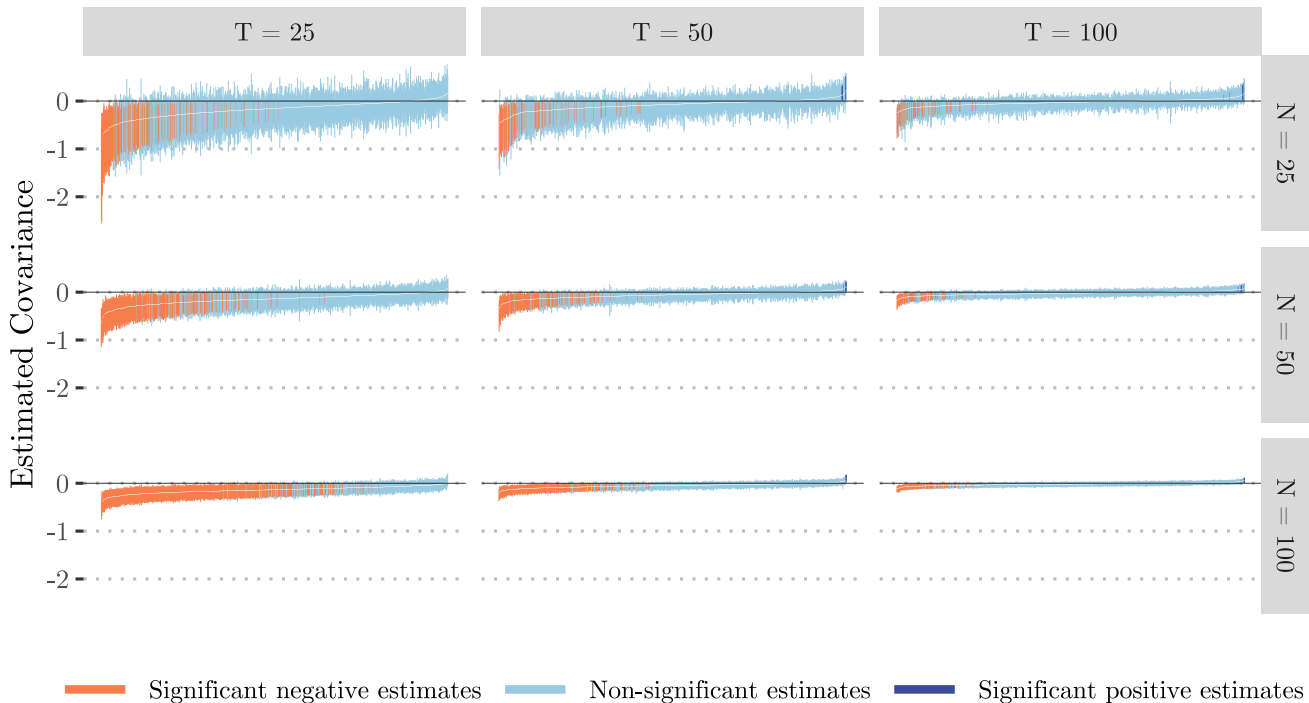 T = 25
T = 50
T = 100
Estimated Covariance
0
-1
-2
N = 25
0
-1
-2
N = 50
0
-1
-2
N = 100
Significant negative estimates
Non-significant estimates
Significant positive estimates